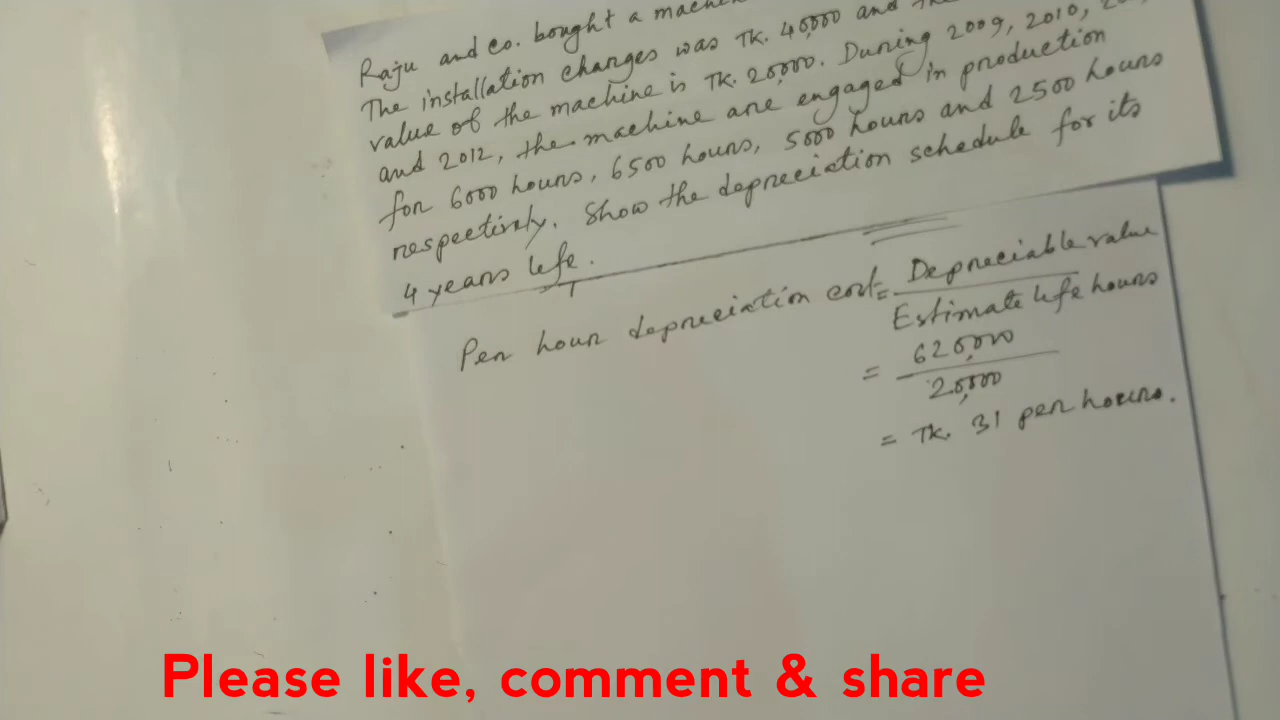 Raju and Co. bought a machin
The installation charges was Tk. 40,000 and the
value of the machine is Tk. 20,000. During 2009, 2010,
and 2012, the machine are engaged in production
for 6000 hours, 6500 hours, 5000 hours and 2500 hours
respectively. Show the depreciation schedule for its
4 years life.
Per hour depreciation cost = Depreciable value
Estimate life hours
= 620,000
20,000
= Tk. 31 per hours.
Please like, comment & share